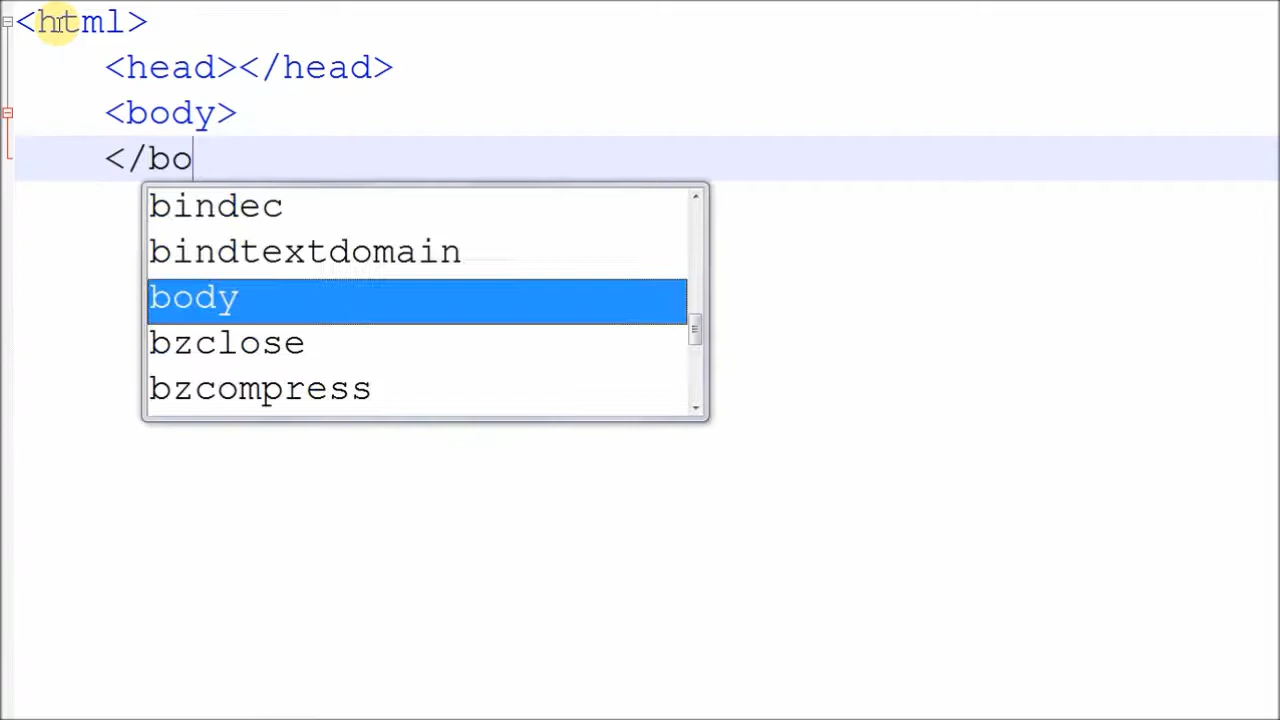 <html>
<head></head>
<body>
</bo
bindec
bindtextdomain
body
bzclose
bzcompress